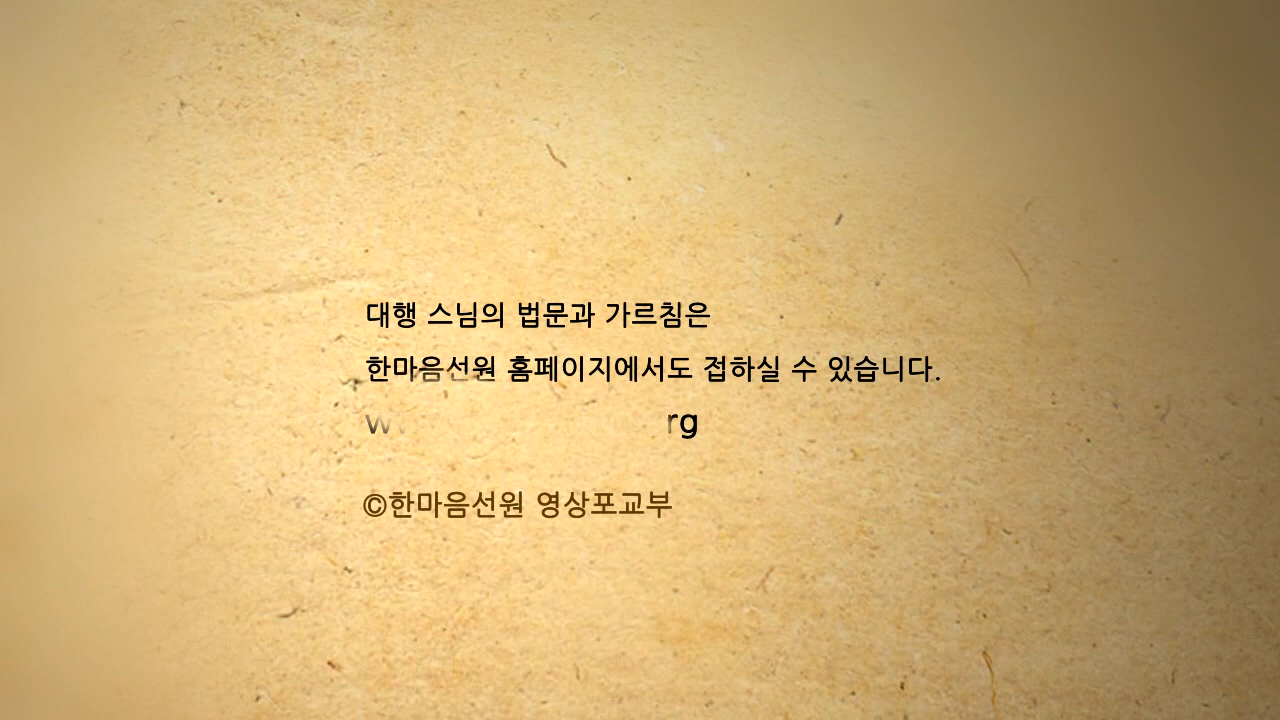 대행 스님의 법문과 가르침은
한마음선원 홈페이지에서도 접하실 수 있습니다.
©한마음선원 영상포교부